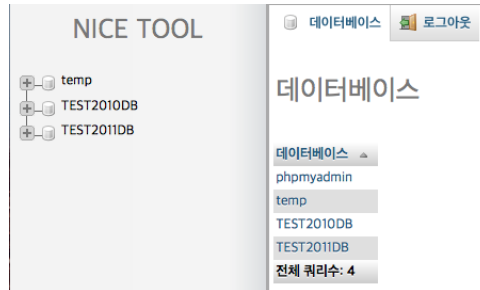 NICE TOOL
temp
TEST2010DB
TEST2011DB
데이터베이스
로그아웃
데이터베이스
데이터베이스
phpmyadmin
temp
TEST2010DB
TEST2011DB
전체 쿼리수: 4